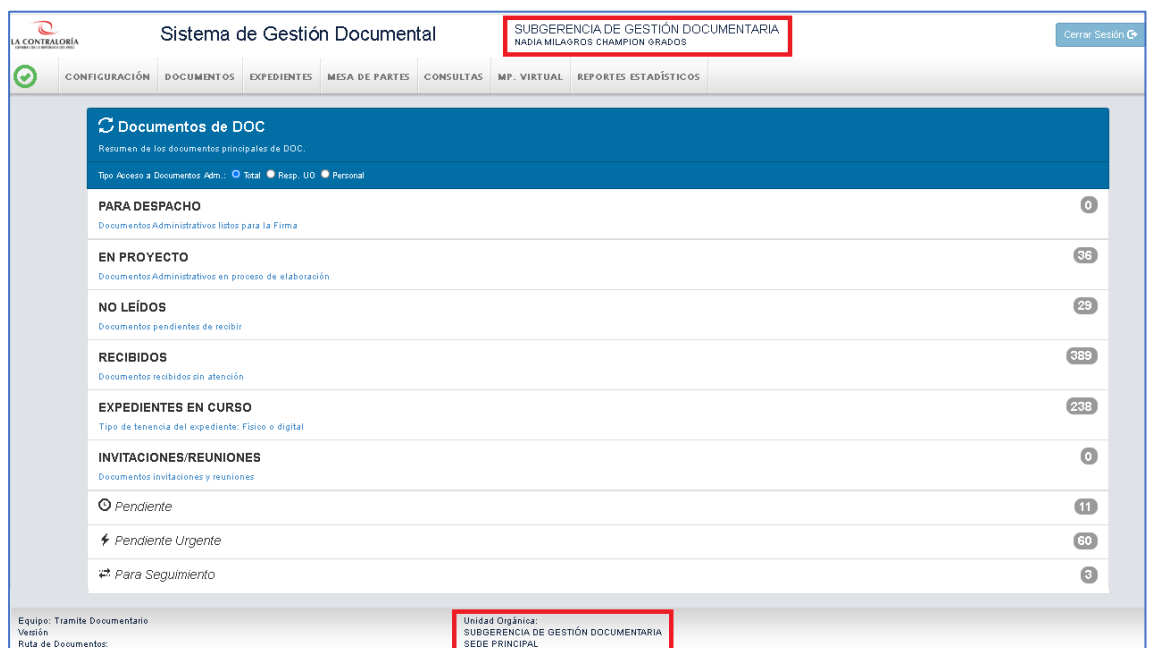 LA CONTRALORÍA
GENERAL DE LA REPÚBLICA DEL PERÚ
Sistema de Gestión Documental
SUBGERENCIA DE GESTIÓN DOCUMENTARIA
NADIA MILAGROS CHAMPION GRADOS
Cerrar Sesión
CONFIGURACIÓN DOCUMENTOS EXPEDIENTES MESA DE PARTES CONSULTAS MP. VIRTUAL REPORTES ESTADÍSTICOS
Documentos de DOC
Resumen de los documentos principales de DOC.
Tipo Acceso a Documentos Adm.: Total Resp. UO Personal
PARA DESPACHO 0
Documentos Administrativos listos para la Firma
EN PROYECTO 36
Documentos Administrativos en proceso de elaboración
NO LEÍDOS 29
Documentos pendientes de recibir
RECIBIDOS 389
Documentos recibidos sin atención
EXPEDIENTES EN CURSO 238
Tipo de tenencia del expediente: Físico o digital
INVITACIONES/REUNIONES 0
Documentos invitaciones y reuniones
Pendiente 11
Pendiente Urgente 60
Para Seguimiento 3
Equipo: Tramite Documentario
Versión
Ruta de Documentos:
Unidad Orgánica:
SUBGERENCIA DE GESTIÓN DOCUMENTARIA
SEDE PRINCIPAL